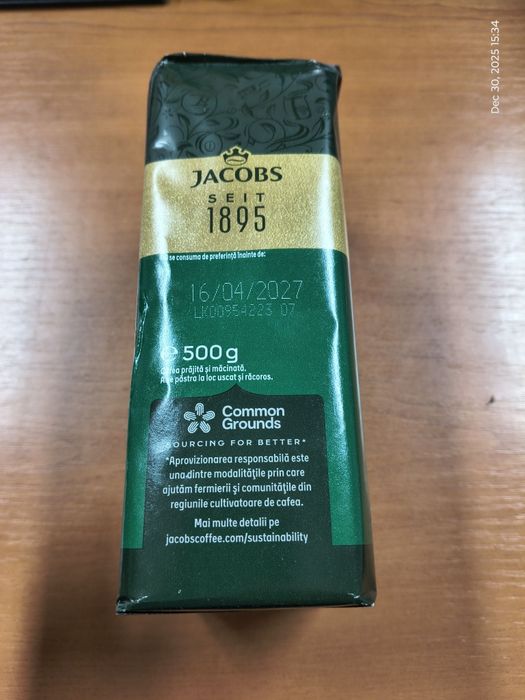 Dec 30, 2025 15:34
JACOBS
SEIT
1895
se consuma de preferință înainte de:
16/04/2027
LK00954223 07
e 500 g
Cafea prăjită și măcinată.
A se păstra la loc uscat și răcoros.
Common
Grounds
SOURCING FOR BETTER*
*Aprovizionarea responsabilă este
una dintre modalitățile prin care
ajutăm fermierii și comunitățile din
regiunile cultivatoare de cafea.
Mai multe detalii pe
jacobscoffee.com/sustainability